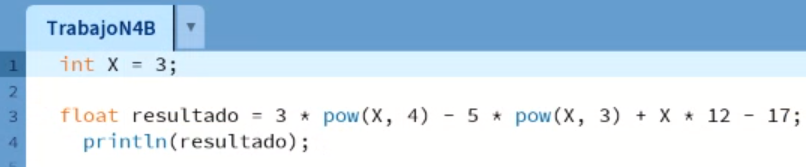 TrabajoN4B ▼
1 int X = 3;
2
3 float resultado = 3 * pow(X, 4) - 5 * pow(X, 3) + X * 12 - 17;
4 println(resultado);